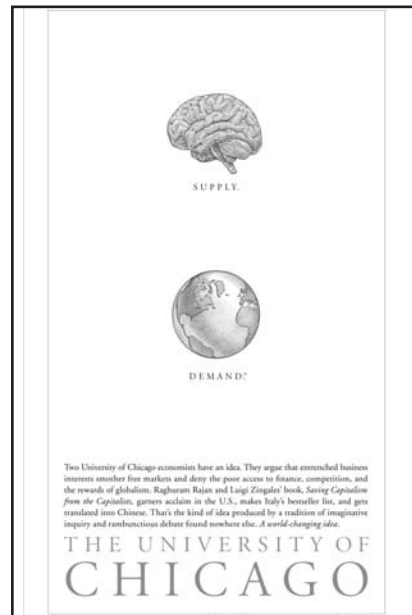 SUPPLY.
DEMAND.
Two University of Chicago economists have an idea. They argue that entrenched business
interests smother free markets and deny the poor access to finance, competition, and
the rewards of globalism. Raghuram Rajan and Luigi Zingales' book, Saving Capitalism
from the Capitalists, garners acclaim in the U.S., makes Italy's bestseller list, and gets
translated into Chinese. That's the kind of idea produced by a tradition of imaginative
inquiry and rambunctious debate found nowhere else. A world-changing idea.
THE UNIVERSITY OF
CHICAGO